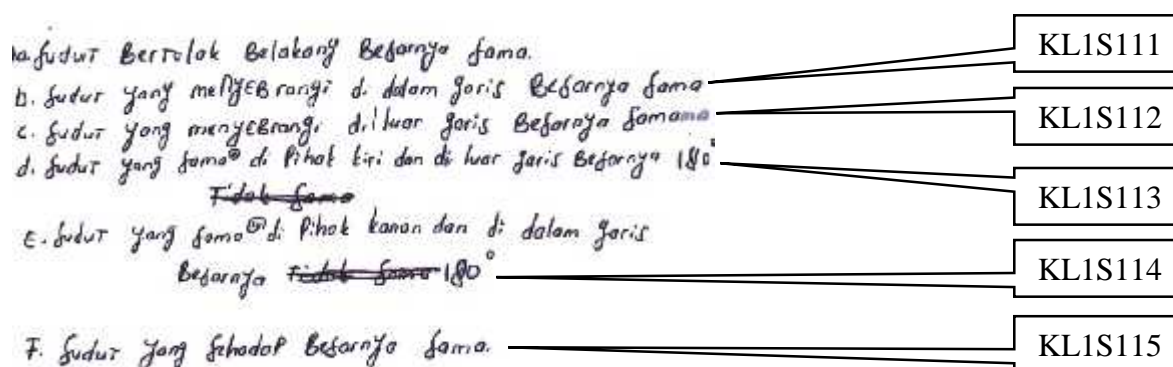 a. sudut Bertolak Belakang Besarnya sama.
b. sudut yang menyEBrangi di dalam garis Besarnya sama
KL1S111
c. sudut yang menyEBrangi diluar garis Besarnya samama
KL1S112
d. sudut yang sama² di Pihak kiri dan di luar garis Besarnya 180°
KL1S113
Tidak sama
E. sudut yang sama² di Pihak kanan dan di dalam garis
Besarnya Tidak sama 180°
KL1S114
F. sudut yang sehadap Besarnya sama.
KL1S115